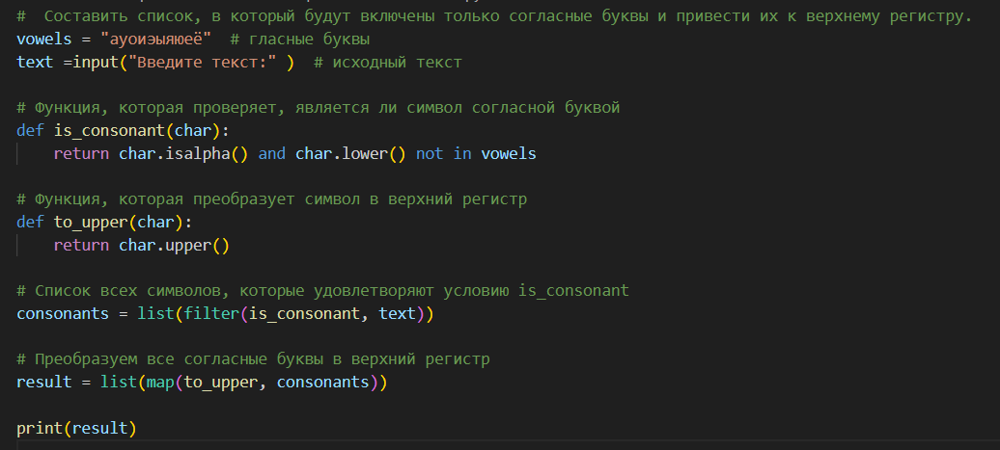 #  Составить список, в который будут включены только согласные буквы и привести их к верхнему регистру.
vowels = "ауоиэыяюеё"  # гласные буквы
text =input("Введите текст:" )  # исходный текст
# Функция, которая проверяет, является ли символ согласной буквой
def is_consonant(char):
    return char.isalpha() and char.lower() not in vowels
# Функция, которая преобразует символ в верхний регистр
def to_upper(char):
    return char.upper()
# Список всех символов, которые удовлетворяют условию is_consonant
consonants = list(filter(is_consonant, text))
# Преобразуем все согласные буквы в верхний регистр
result = list(map(to_upper, consonants))
print(result)